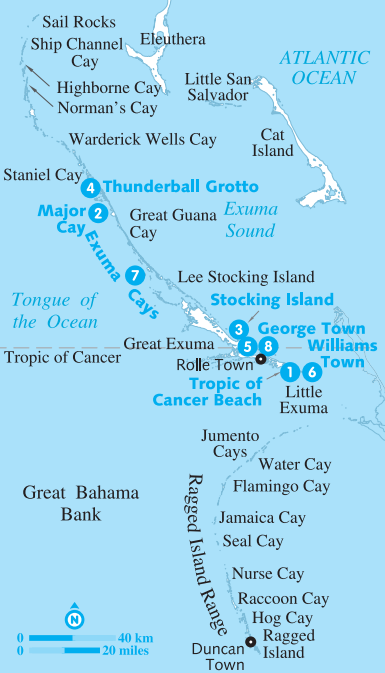 Sail Rocks
Ship Channel
Cay
Eleuthera
ATLANTIC
OCEAN
Highborne Cay
Norman's Cay
Little San
Salvador
Warderick Wells Cay
Cat
Island
Staniel Cay
4 Thunderball Grotto
Major
Cay
2
Great Guana
Cay
Exuma
Sound
Exuma Cays
7
Lee Stocking Island
Tongue of
the Ocean
Stocking Island
3
George Town
5 8
Great Exuma
Williams
Town
Tropic of Cancer
Rolle Town
1 6
Tropic of
Cancer Beach
Little
Exuma
Jumento
Cays
Water Cay
Flamingo Cay
Ragged Island Range
Great Bahama
Bank
Jamaica Cay
Seal Cay
Nurse Cay
Raccoon Cay
Hog Cay
Ragged
Island
Duncan
Town
N
0 40 km
0 20 miles